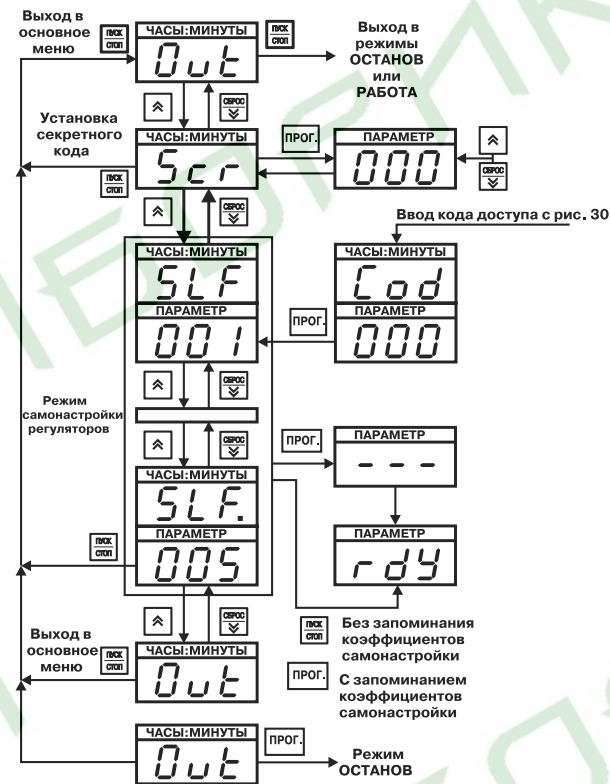 Выход в
основное
меню
ПУСК
СТОП
ЧАСЫ:МИНУТЫ
Out
ПУСК
СТОП
Выход в
режимы
ОСТАНОВ
или
РАБОТА
СБРОС
Установка
секретного
кода
ЧАСЫ:МИНУТЫ
Scr
ПРОГ.
ПАРАМЕТР
000
СБРОС
ПУСК
СТОП
СБРОС
Ввод кода доступа с рис. 30
ЧАСЫ:МИНУТЫ
SLF
ПАРАМЕТР
001
ПРОГ.
ЧАСЫ:МИНУТЫ
Cod
ПАРАМЕТР
000
СБРОС
Режим
самонастройки
регуляторов
СБРОС
ПРОГ.
ПАРАМЕТР
- - -
ЧАСЫ:МИНУТЫ
SLF.
ПАРАМЕТР
005
ПАРАМЕТР
rdY
ПУСК
СТОП
СБРОС
ПУСК
СТОП
Без запоминания
коэффициентов
самонастройки
Выход в
основное
меню
ПУСК
СТОП
ЧАСЫ:МИНУТЫ
Out
ПРОГ.
С запоминанием
коэффициентов
самонастройки
ЧАСЫ:МИНУТЫ
Out
ПРОГ.
Режим
ОСТАНОВ